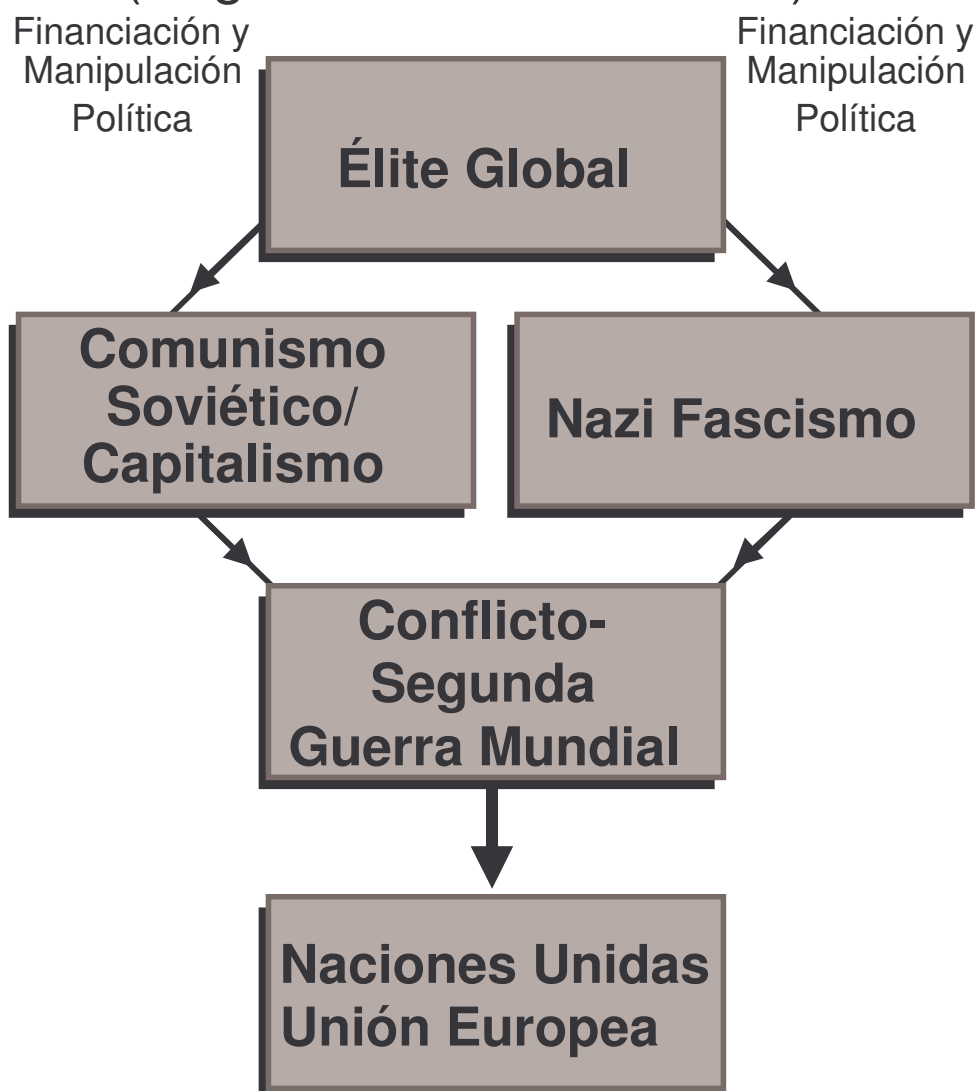 Financiación y
Manipulación
Política
Financiación y
Manipulación
Política
Élite Global
Comunismo
Soviético/
Capitalismo
Nazi Fascismo
Conflicto-
Segunda
Guerra Mundial
Naciones Unidas
Unión Europea